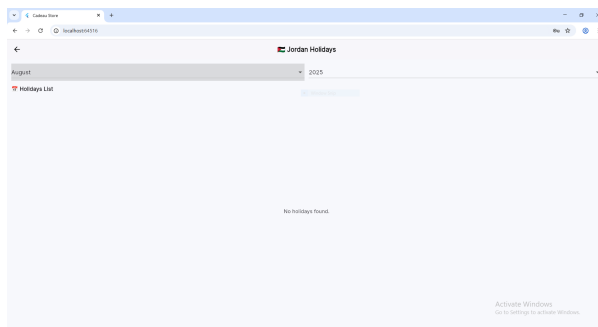 Cadeau Store
localhost:64516
Jordan Holidays
August
2025
Holidays List
No holidays found.
Activate Windows
Go to Settings to activate Windows.